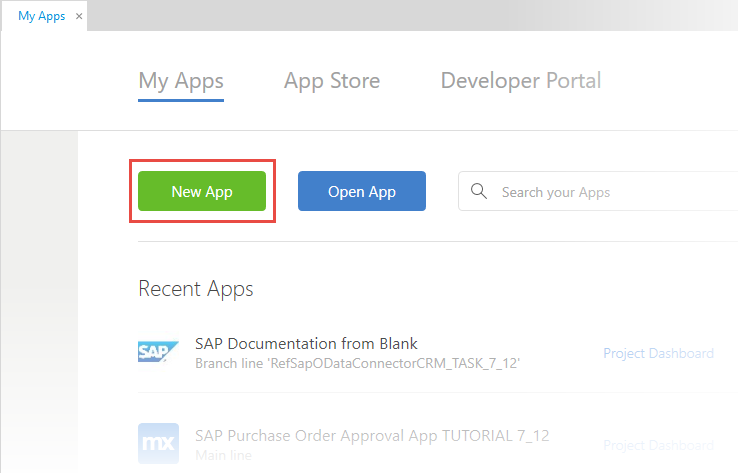 My Apps ×
My Apps App Store Developer Portal
New App Open App Search your Apps
Recent Apps
SAP SAP Documentation from Blank
Branch line 'RefSapODataConnectorCRM_TASK_7_12' Project Dashboard
mx SAP Purchase Order Approval App TUTORIAL 7_12
Project Dashboard
Main line